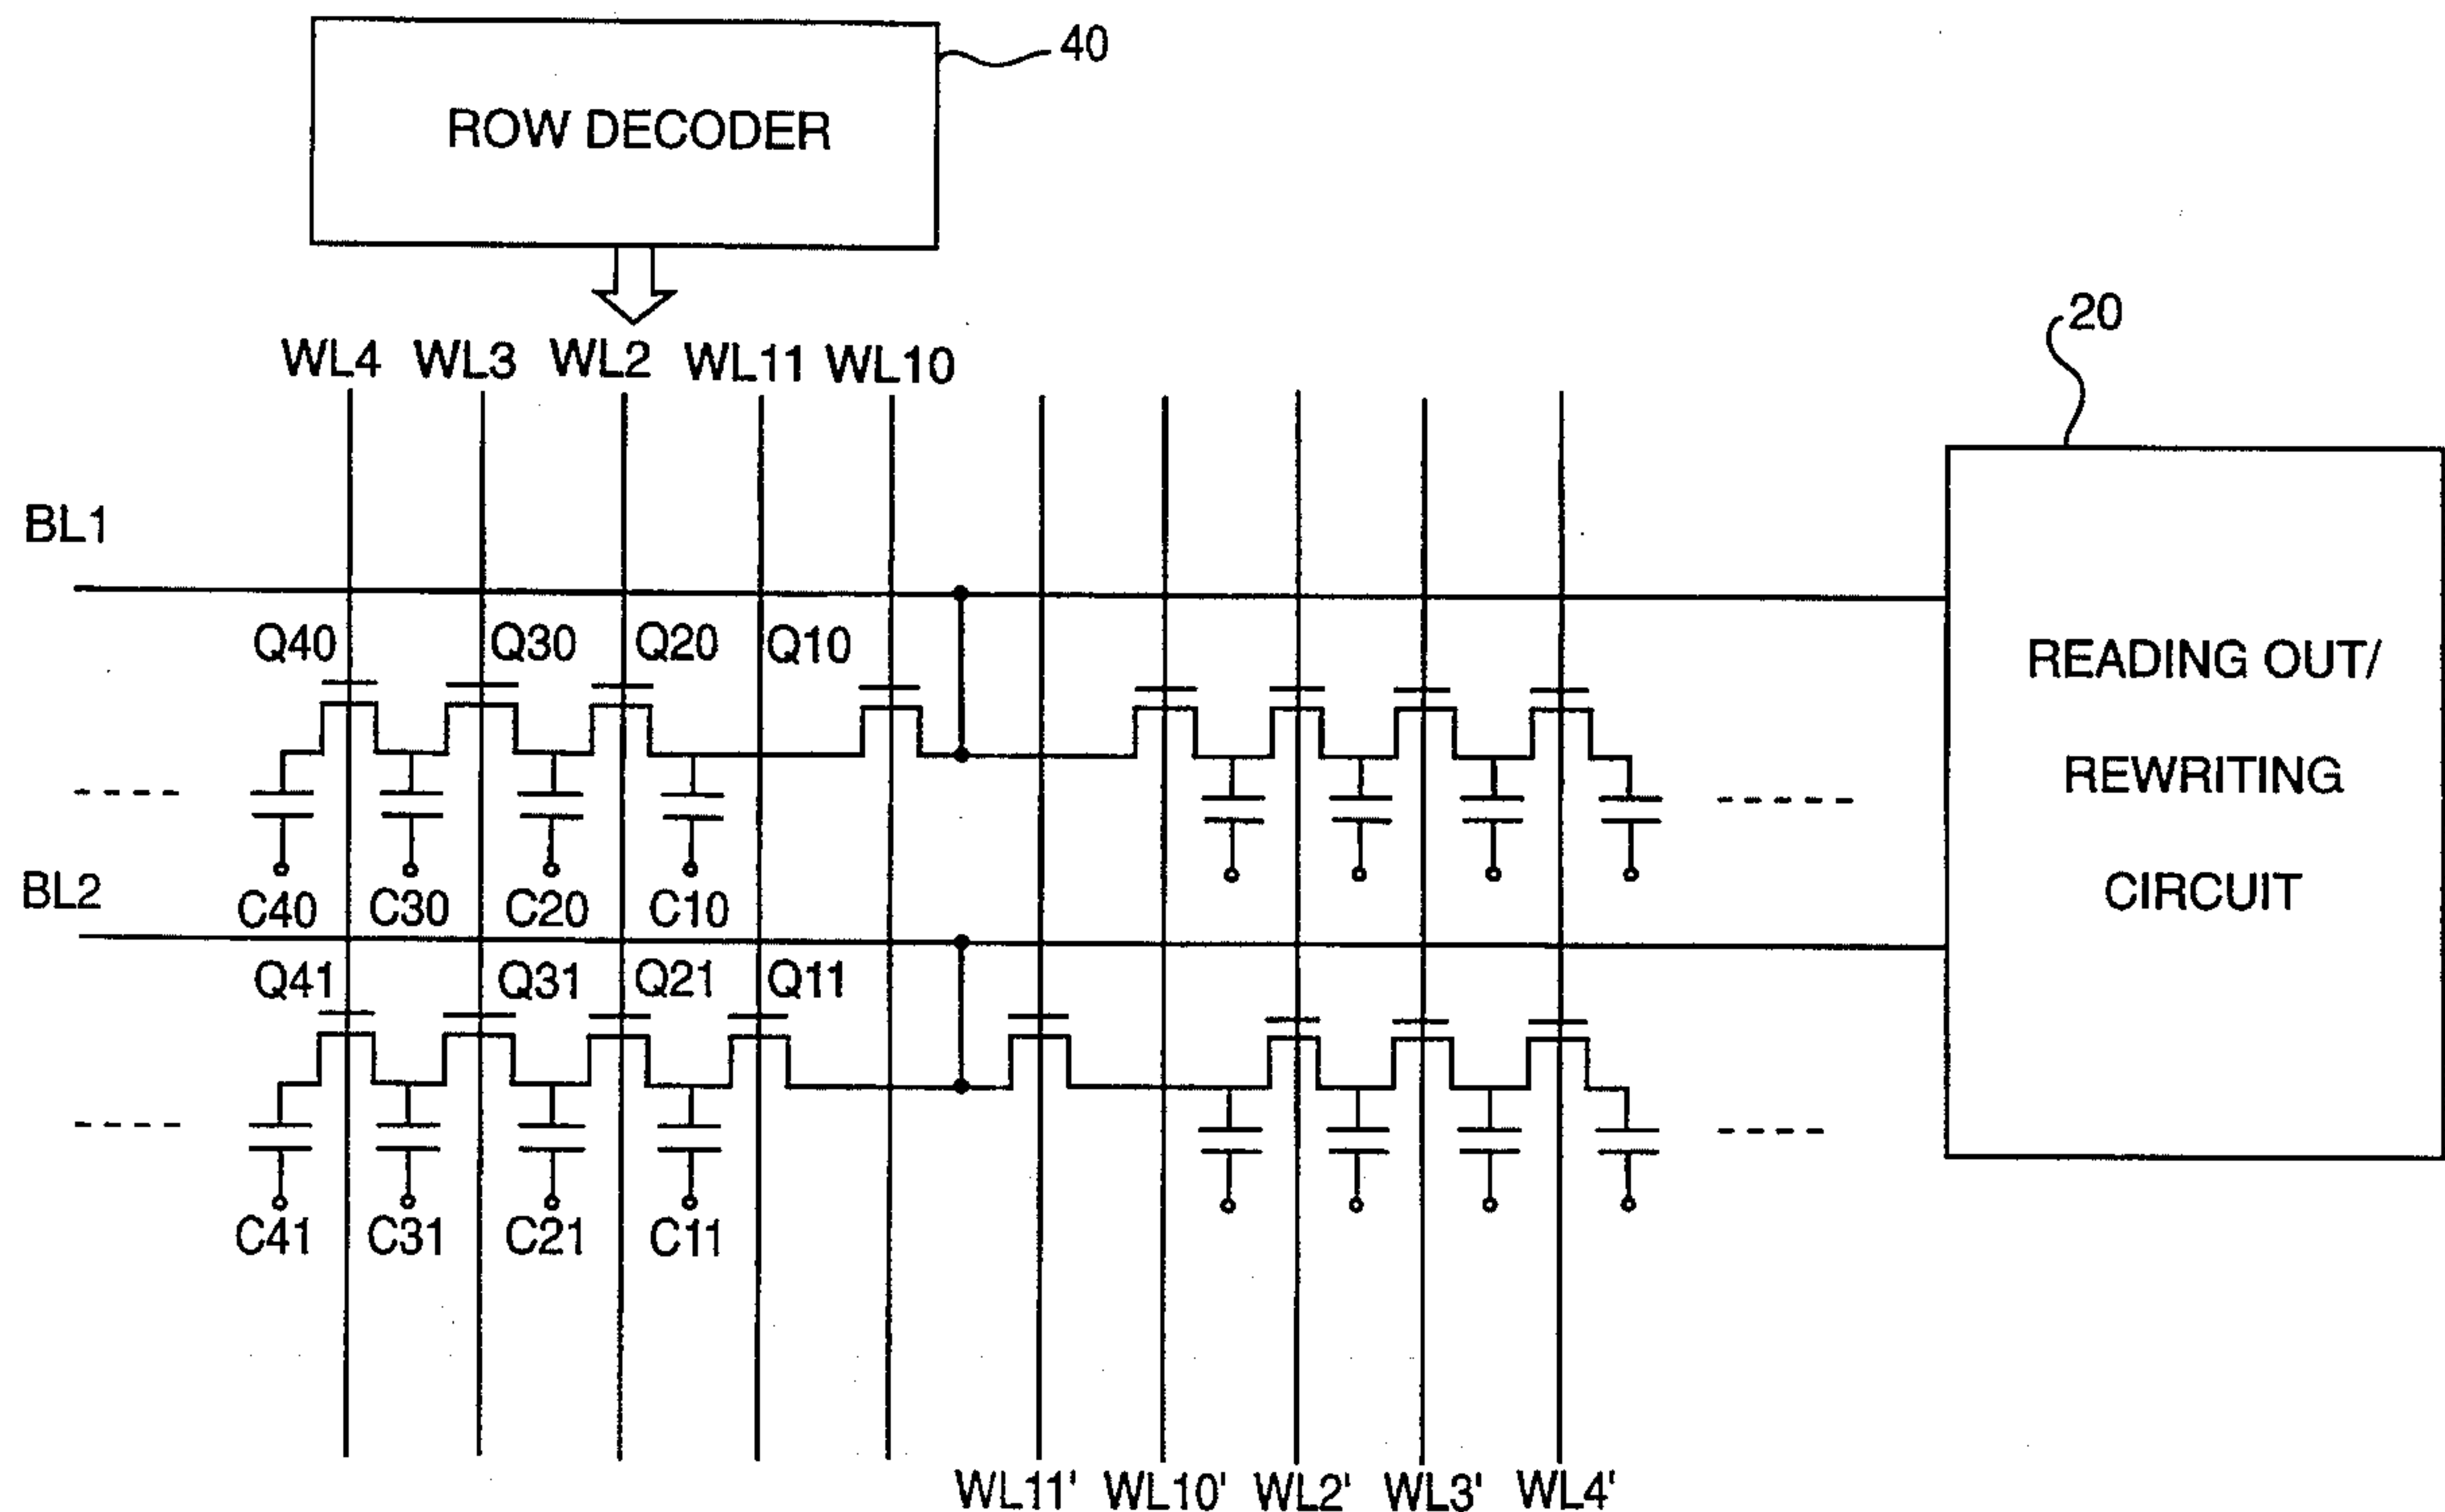 40
ROW DECODER
20
WL4 WL3 WL2 WL11 WL10
BL1
Q40 Q30 Q20 Q10
READING OUT/
REWRITING
CIRCUIT
BL2
C40 C30 C20 C10
Q41 Q31 Q21 Q11
C41 C31 C21 C11
WL11' WL10' WL2' WL3' WL4'